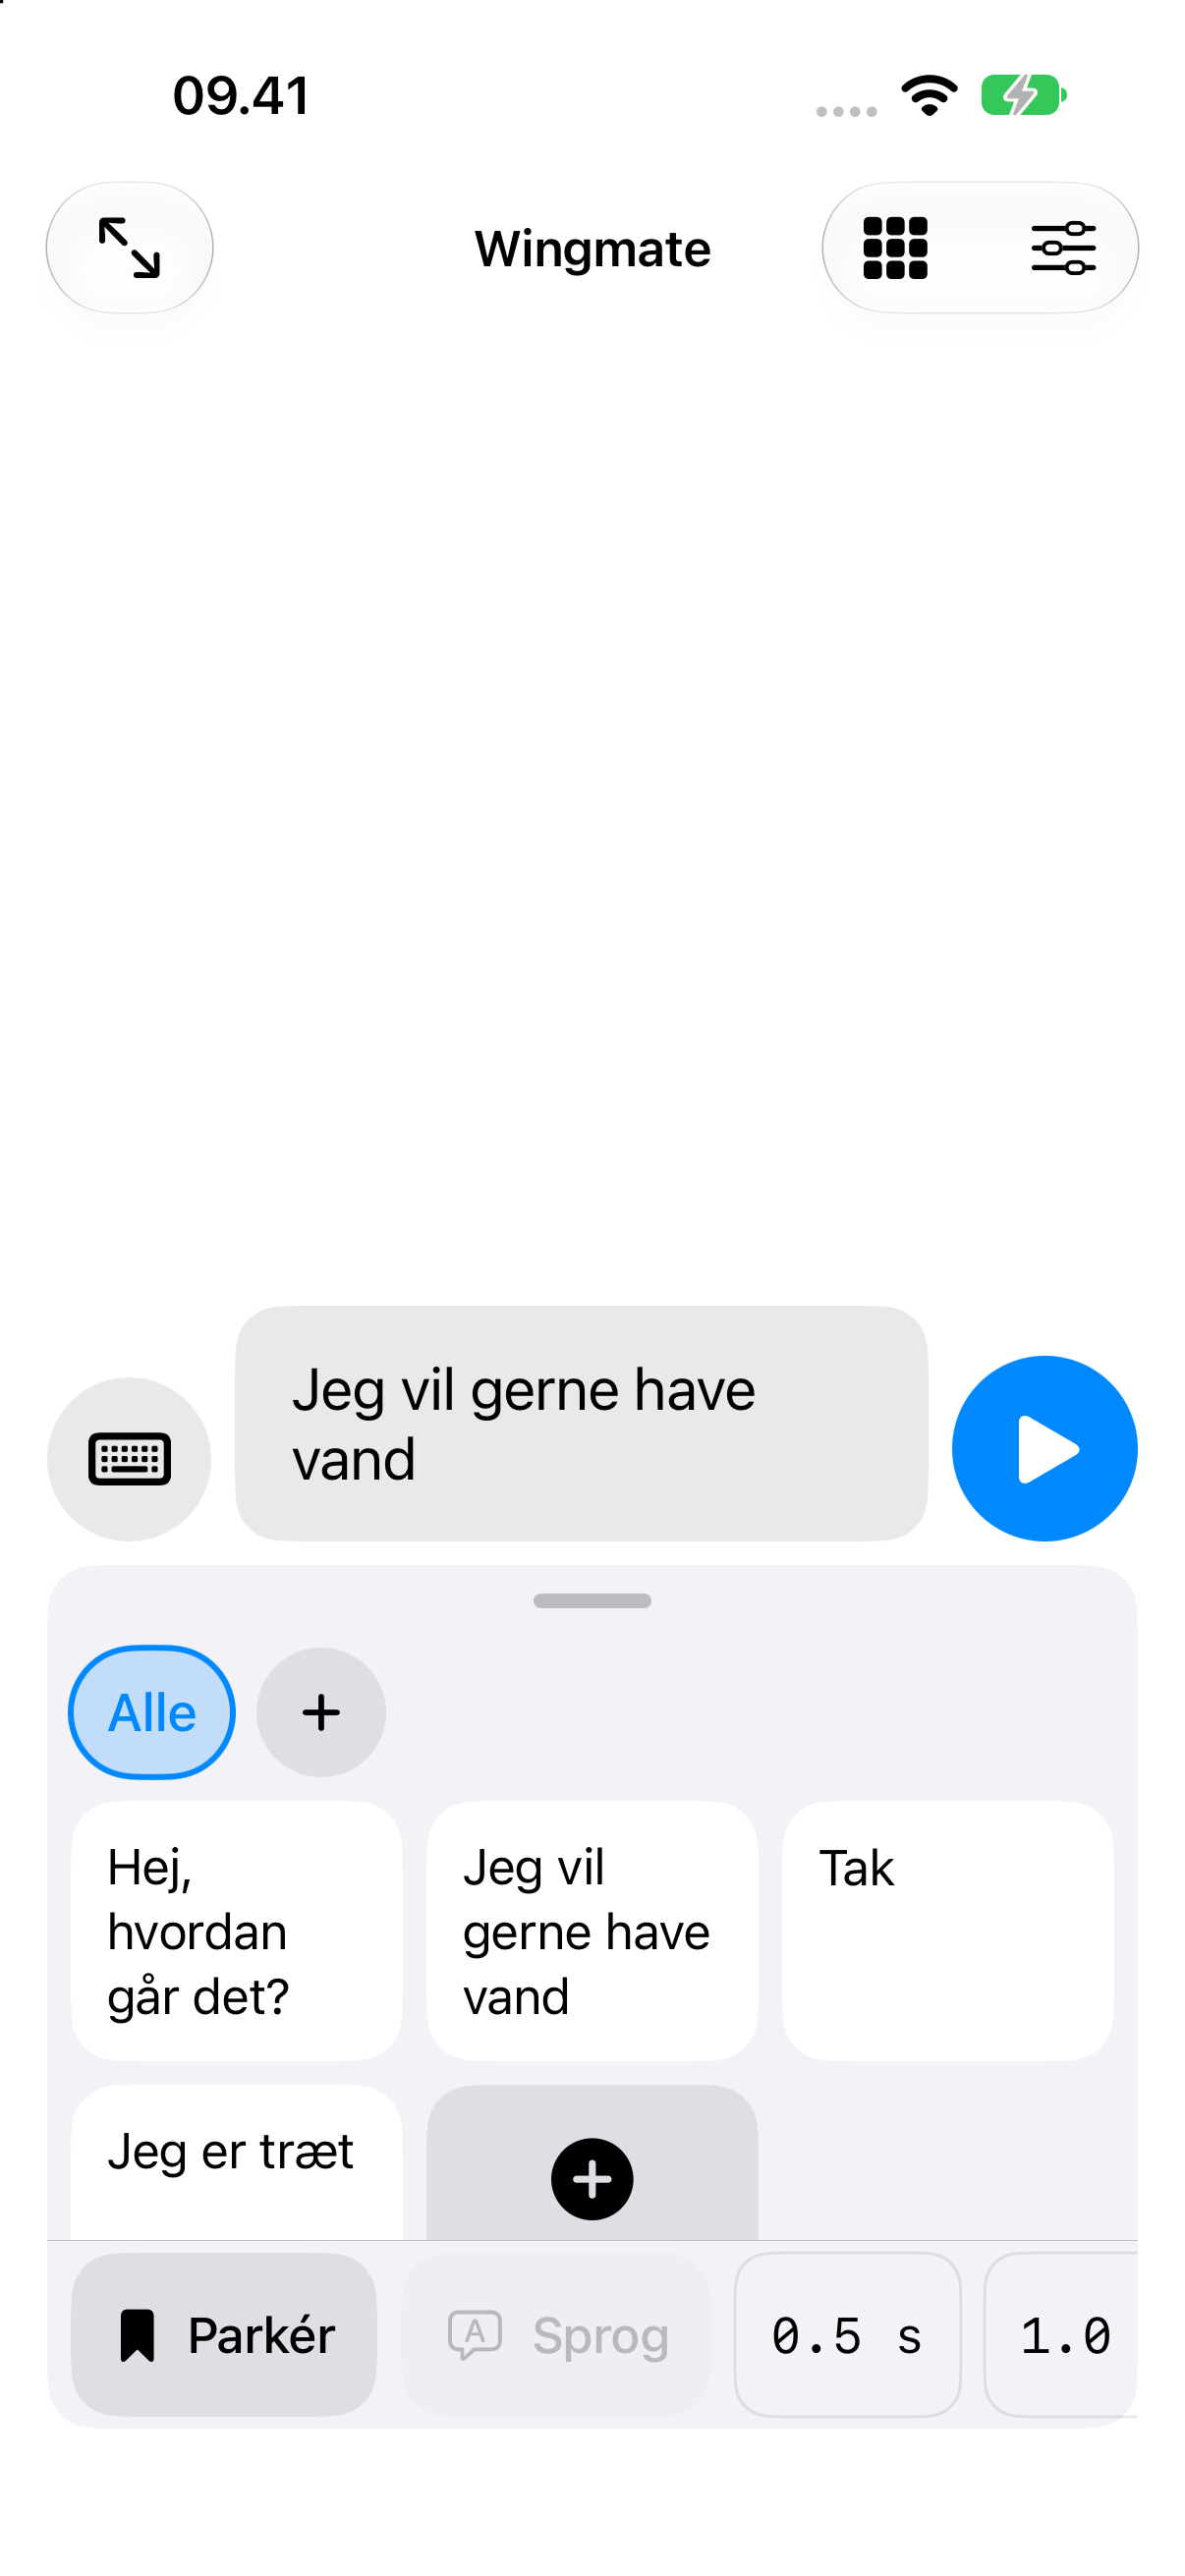 09.41
Wingmate
Jeg vil gerne have
vand
Alle
Hej,
hvordan
går det?
Jeg vil
gerne have
vand
Tak
Jeg er træt
Parkér
A Sprog
0.5 s
1.0